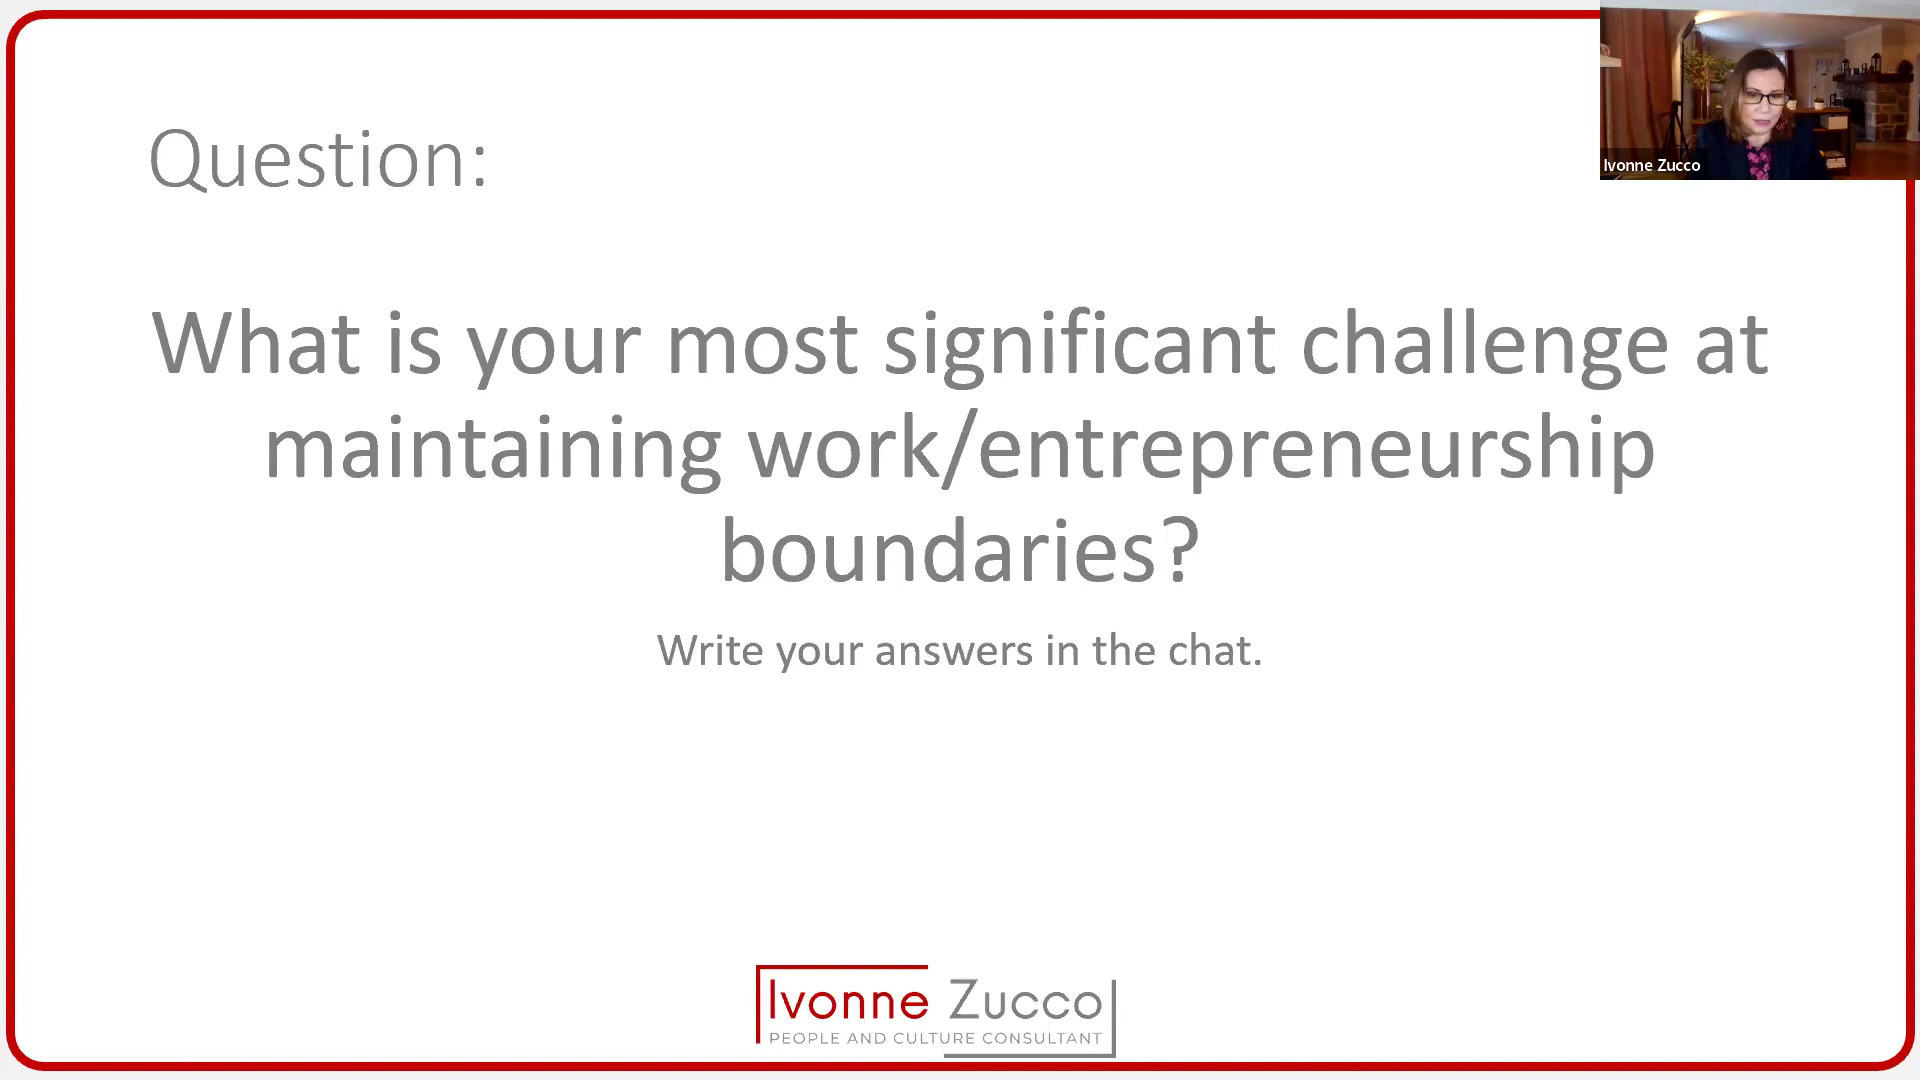 Question:
What is your most significant challenge at
maintaining work/entrepreneurship
boundaries?
Write your answers in the chat.
Ivonne Zucco
Ivonne Zucco
PEOPLE AND CULTURE CONSULTANT